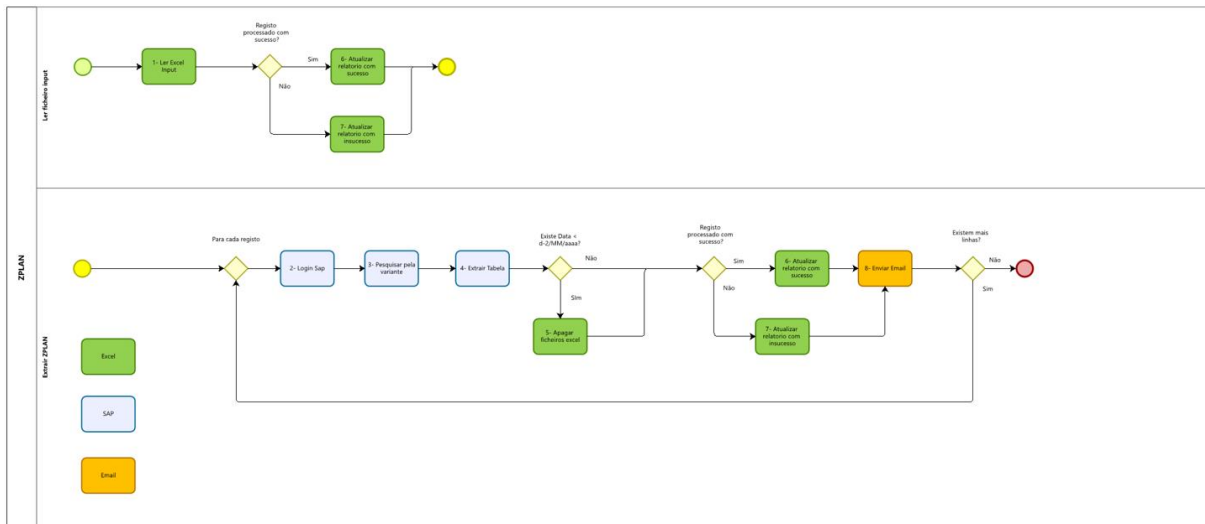 ZPLAN
Ler ficheiro input
Registo
processado com
sucesso?
1- Ler Excel
Input
Sim
6- Atualizar
relatorio com
sucesso
Não
7- Atualizar
relatorio com
insucesso
Extrair ZPLAN
Para cada registo
2- Login Sap
3- Pesquisar pela
variante
4- Extrair Tabela
Existe Data <
d-2/MM/aaaa?
Não
SIm
5- Apagar
ficheiros excel
Registo
processado com
sucesso?
Sim
6- Atualizar
relatorio com
sucesso
Não
7- Atualizar
relatorio com
insucesso
8- Enviar Email
Existem mais
linhas?
Não
Sim
Excel
SAP
Email